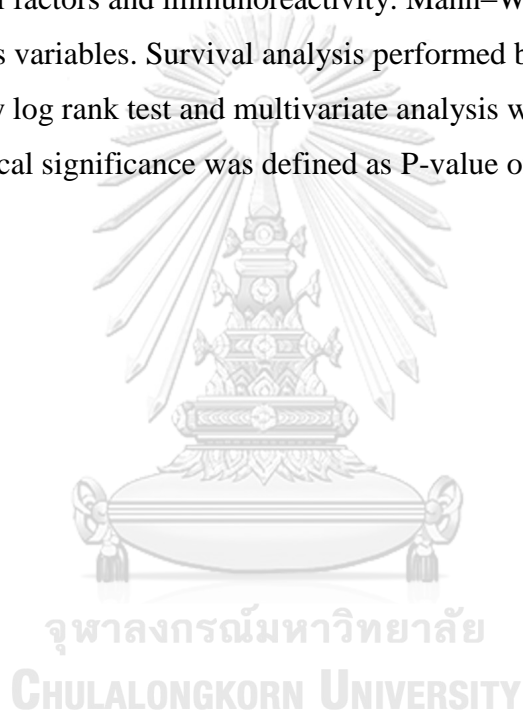 factors and immunoreactivity. Mann–W
s variables. Survival analysis performed b
log rank test and multivariate analysis w
cal significance was defined as P-value o
จุฬาลงกรณ์มหาวิทยาลัย
CHULALONGKORN UNIVERSITY